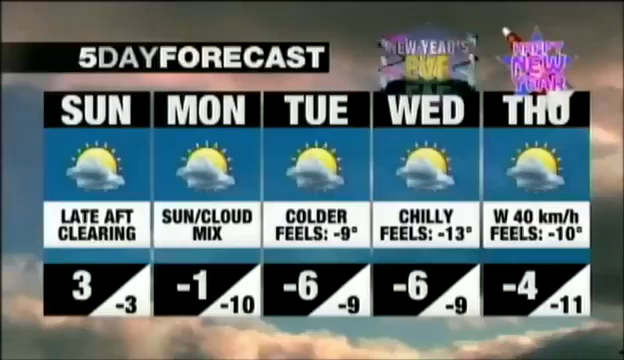 5DAYFORECAST
NEW YEAR'S
EVE
HAPPY
NEW
YEAR
SUN
MON
TUE
WED
THU
LATE AFT
CLEARING
SUN/CLOUD
MIX
COLDER
FEELS: -9°
CHILLY
FEELS: -13°
W 40 km/h
FEELS: -10°
3
-3
-1
-10
-6
-9
-6
-9
-4
-11